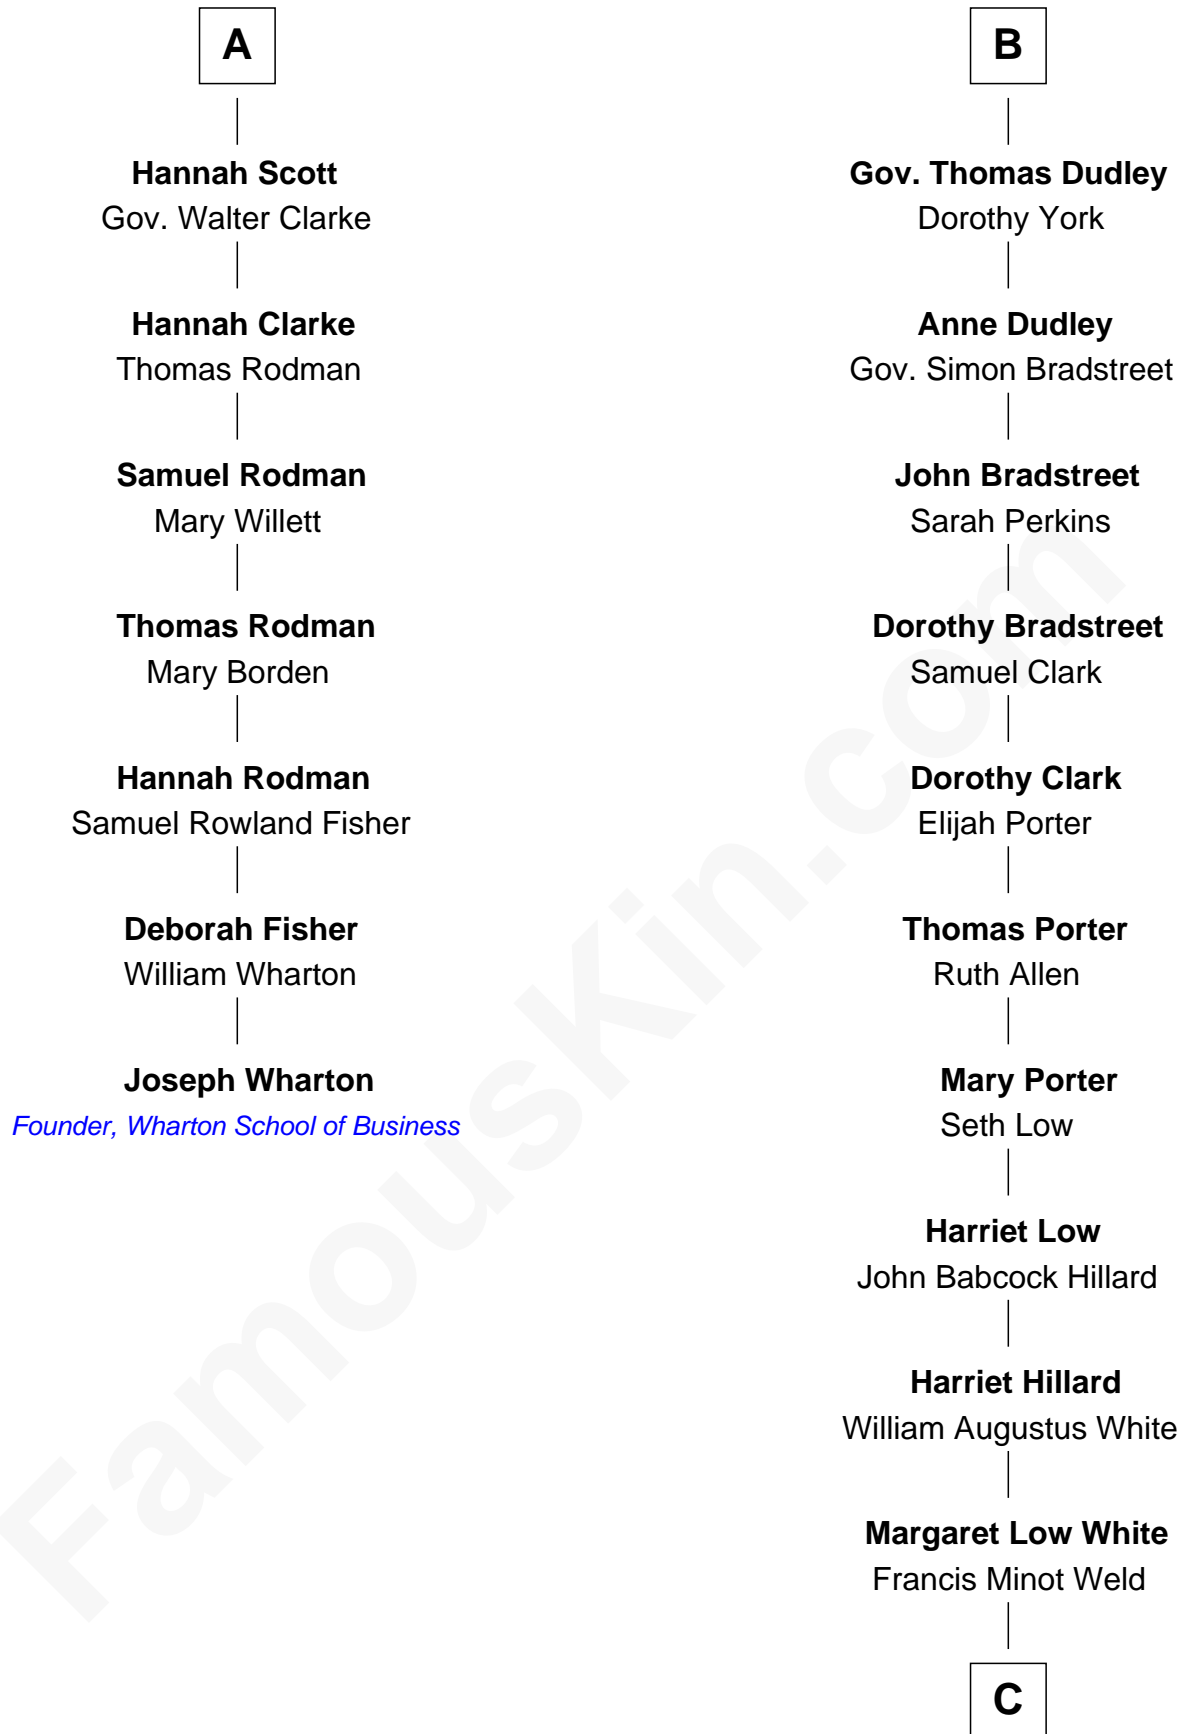 A
Hannah Scott
Gov. Walter Clarke
Hannah Clarke
Thomas Rodman
Samuel Rodman
Mary Willett
Thomas Rodman
Mary Borden
Hannah Rodman
Samuel Rowland Fisher
Deborah Fisher
William Wharton
Joseph Wharton
Founder, Wharton School of Business
B
Gov. Thomas Dudley
Dorothy York
Anne Dudley
Gov. Simon Bradstreet
John Bradstreet
Sarah Perkins
Dorothy Bradstreet
Samuel Clark
Dorothy Clark
Elijah Porter
Thomas Porter
Ruth Allen
Mary Porter
Seth Low
Harriet Low
John Babcock Hillard
Harriet Hillard
William Augustus White
Margaret Low White
Francis Minot Weld
C
FamousKin.com